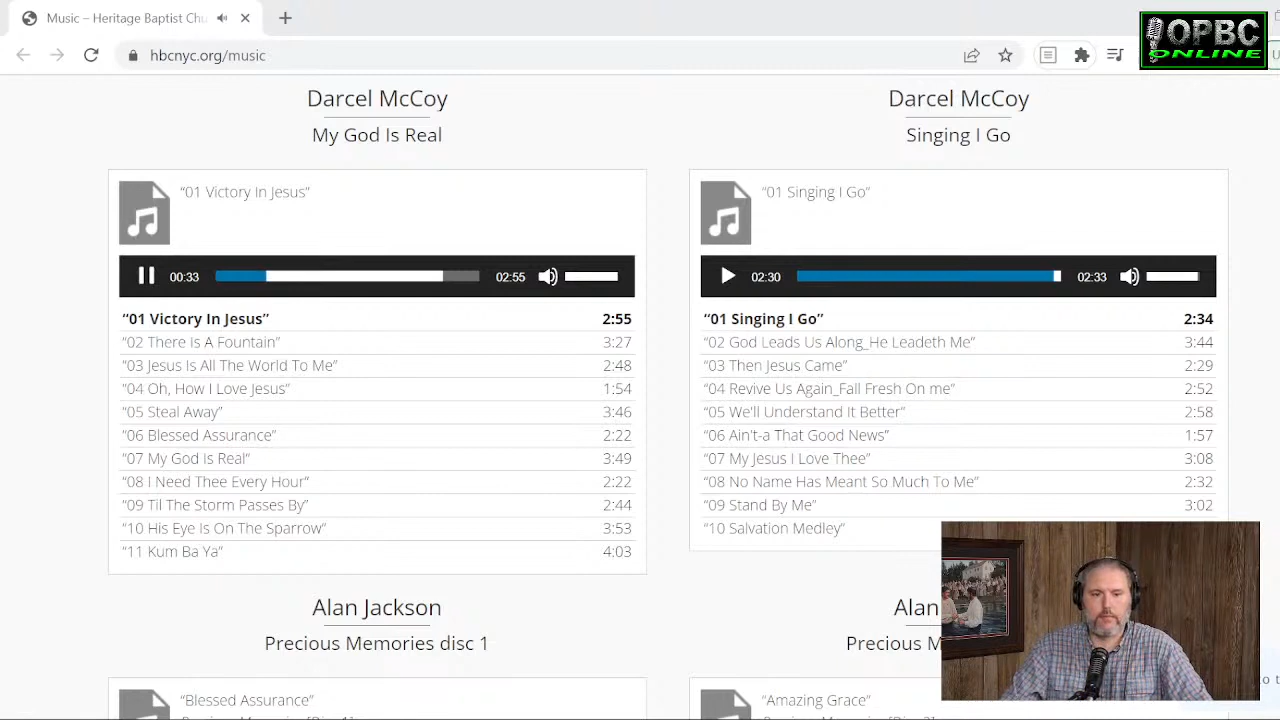 Music – Heritage Baptist Chu
hbcnyc.org/music
OPBC
ONLINE
Darcel McCoy
My God Is Real
“01 Victory In Jesus”
00:33
02:55
“01 Victory In Jesus”
2:55
“02 There Is A Fountain”
3:27
“03 Jesus Is All The World To Me”
2:48
“04 Oh, How I Love Jesus”
1:54
“05 Steal Away”
3:46
“06 Blessed Assurance”
2:22
“07 My God Is Real”
3:49
“08 I Need Thee Every Hour”
2:22
“09 Til The Storm Passes By”
2:44
“10 His Eye Is On The Sparrow”
3:53
“11 Kum Ba Ya”
4:03
Darcel McCoy
Singing I Go
“01 Singing I Go”
02:30
02:33
“01 Singing I Go”
2:34
“02 God Leads Us Along_He Leadeth Me”
3:44
“03 Then Jesus Came”
2:29
“04 Revive Us Again_Fall Fresh On me”
2:52
“05 We'll Understand It Better”
2:58
“06 Ain't-a That Good News”
1:57
“07 My Jesus I Love Thee”
3:08
“08 No Name Has Meant So Much To Me”
2:32
“09 Stand By Me”
3:02
“10 Salvation Medley”
Alan Jackson
Precious Memories disc 1
“Blessed Assurance”
Alan
Precious M
“Amazing Grace”